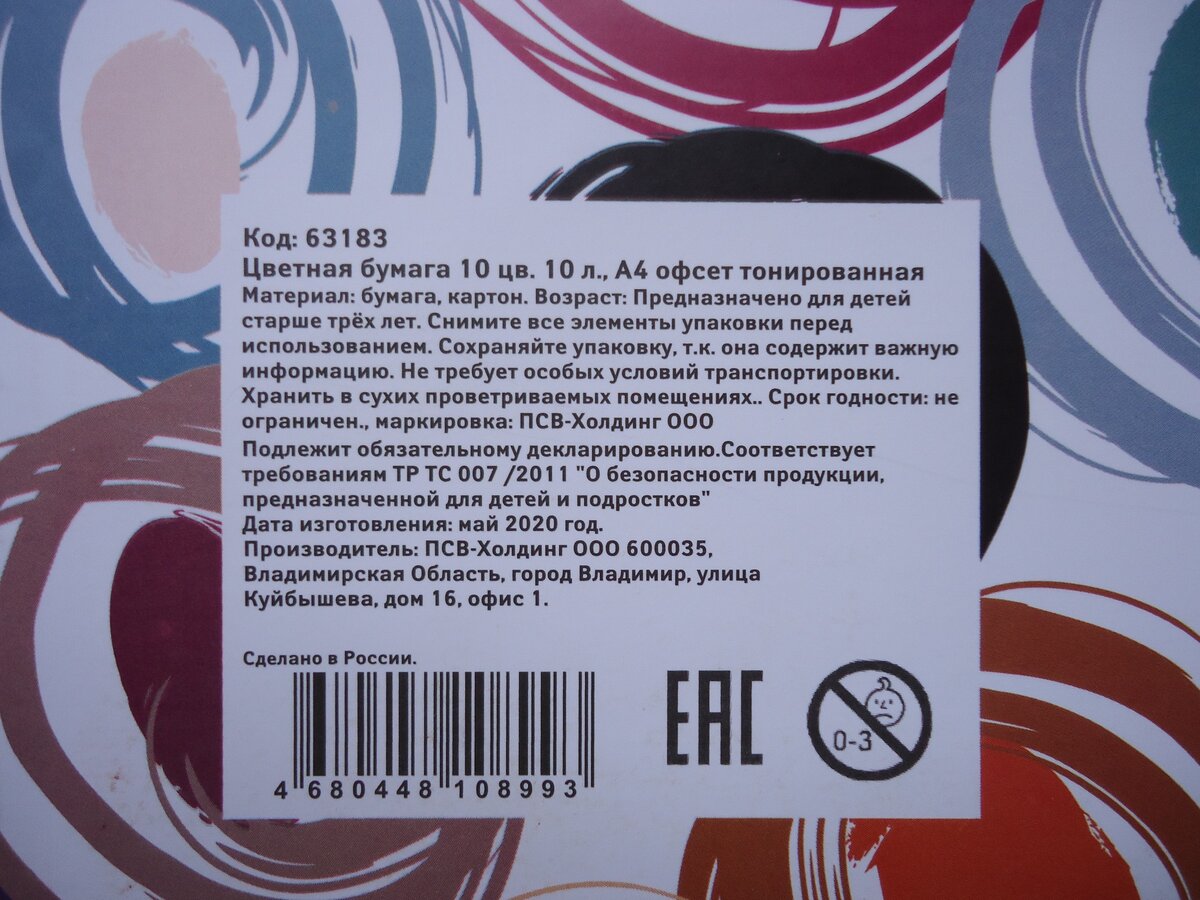 Код: 63183
Цветная бумага 10 цв. 10 л., А4 офсет тонированная
Материал: бумага, картон. Возраст: Предназначено для детей
старше трёх лет. Снимите все элементы упаковки перед
использованием. Сохраняйте упаковку, т.к. она содержит важную
информацию. Не требует особых условий транспортировки.
Хранить в сухих проветриваемых помещениях.. Срок годности: не
ограничен., маркировка: ПСВ-Холдинг ООО
Подлежит обязательному декларированию.Соответствует
требованиям ТР ТС 007 /2011 "О безопасности продукции,
предназначенной для детей и подростков"
Дата изготовления: май 2020 год.
Производитель: ПСВ-Холдинг ООО 600035,
Владимирская Область, город Владимир, улица
Куйбышева, дом 16, офис 1.
Сделано в России.
4 680448 108993
ЕАС
0-3